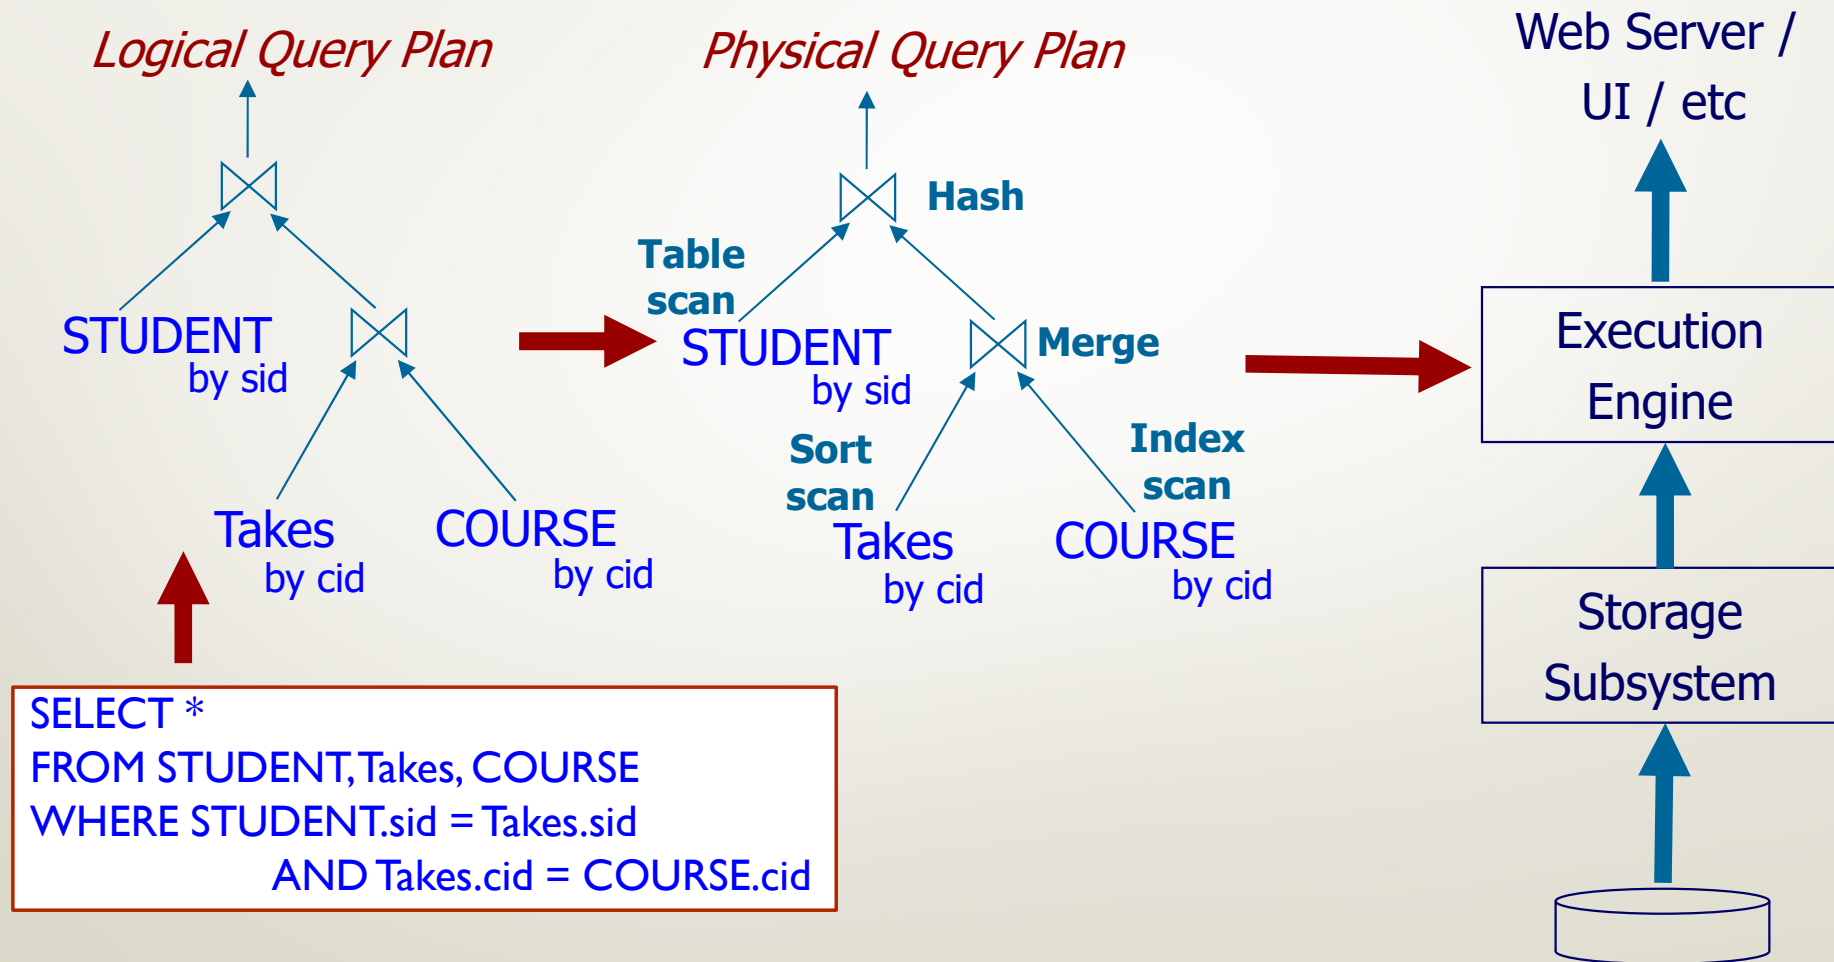 Logical Query Plan
STUDENT
by sid
Takes
by cid
COURSE
by cid
SELECT *
FROM STUDENT, Takes, COURSE
WHERE STUDENT.sid = Takes.sid
AND Takes.cid = COURSE.cid
Physical Query Plan
Hash
Table
scan
STUDENT
by sid
Merge
Sort
scan
Takes
by cid
Index
scan
COURSE
by cid
Web Server /
UI / etc
Execution
Engine
Storage
Subsystem